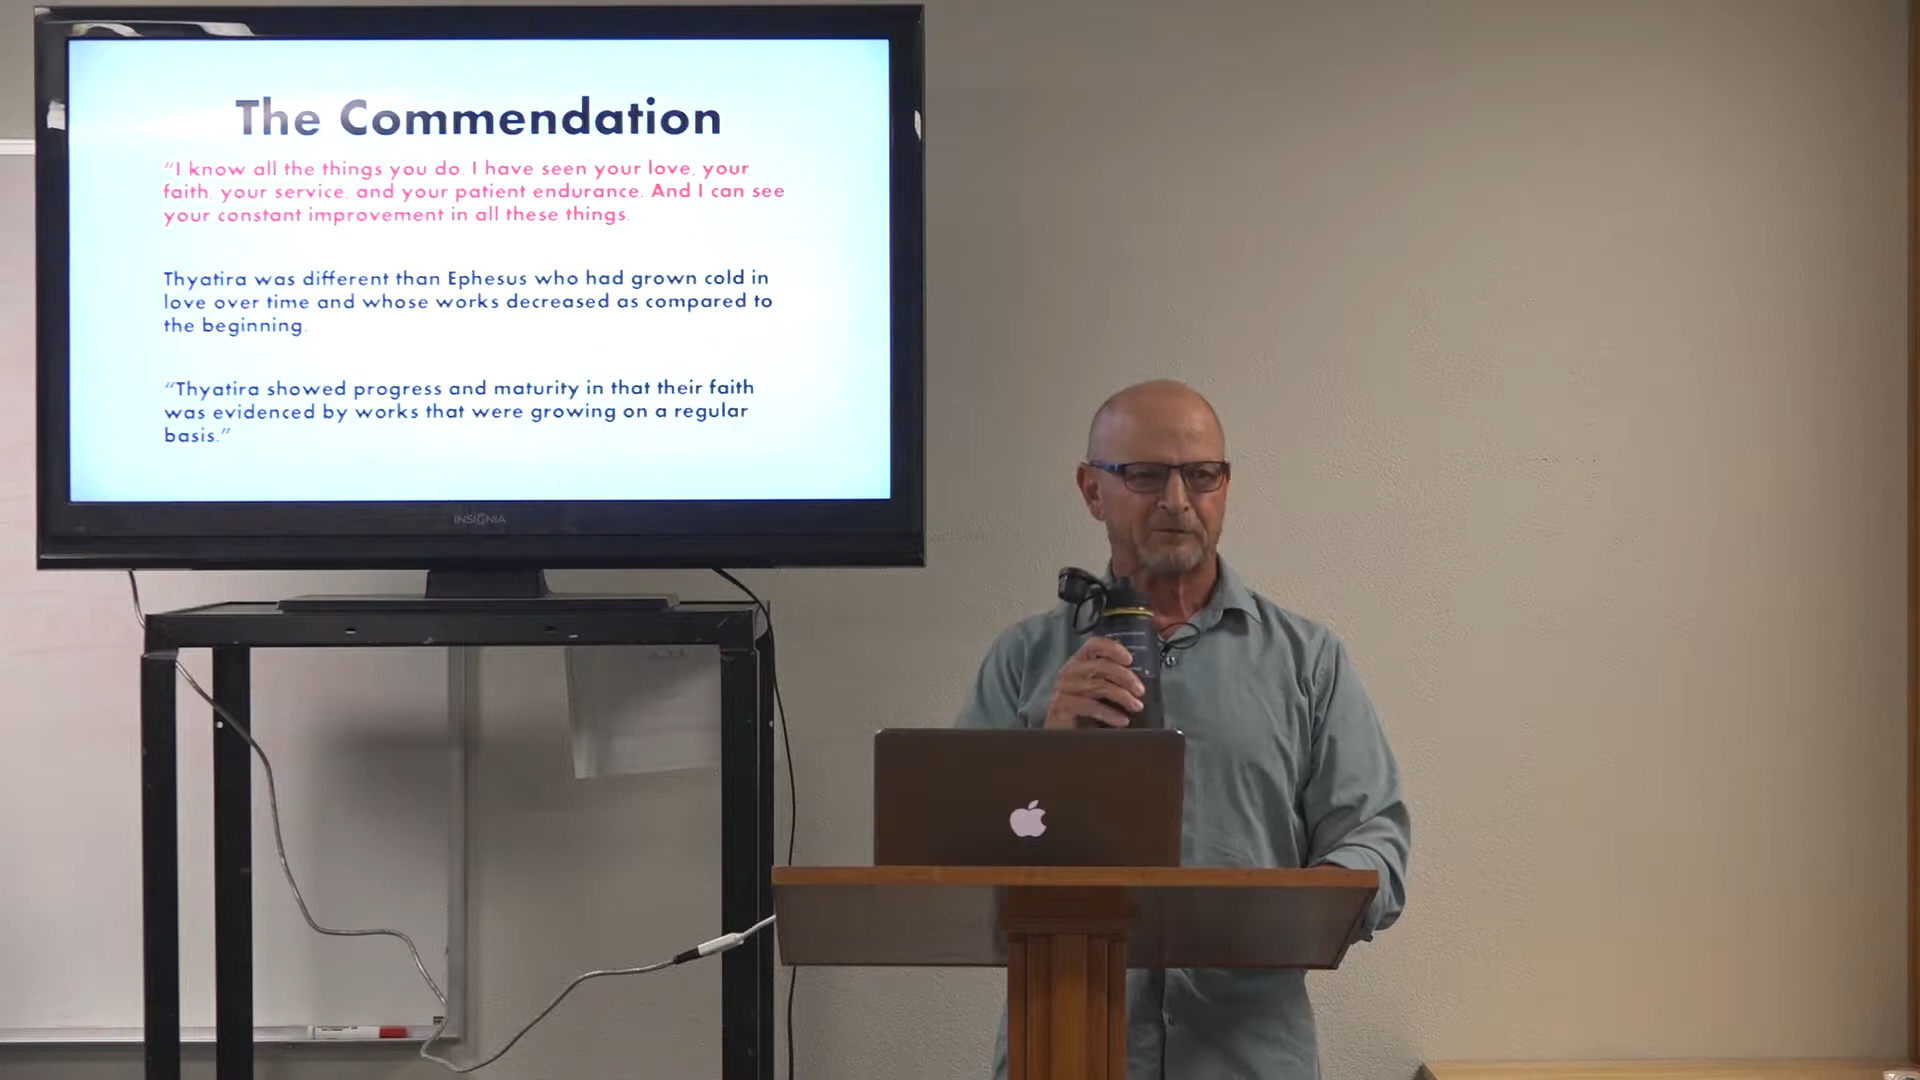 The Commendation
“I know all the things you do. I have seen your love, your
faith, your service, and your patient endurance. And I can see
your constant improvement in all these things.
Thyatira was different than Ephesus who had grown cold in
love over time and whose works decreased as compared to
the beginning.
“Thyatira showed progress and maturity in that their faith
was evidenced by works that were growing on a regular
basis.”
INSIGNIA